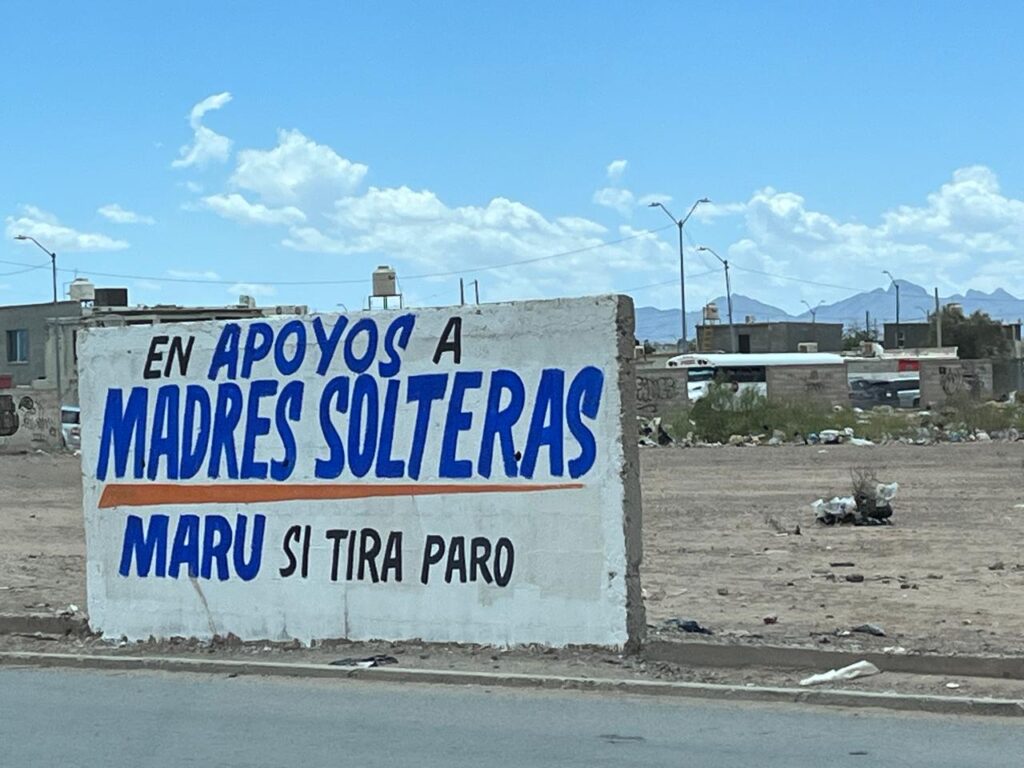 EN APOYOS A
MADRES SOLTERAS
MARU SI TIRA PARO